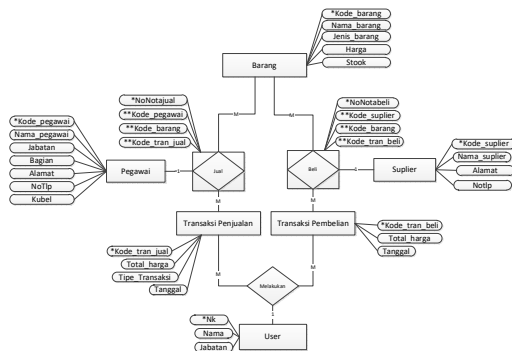 *Kode_barang
Nama_barang
Jenis_barang
Harga
Stook
Barang
M
M
*NoNotajual
**Kode_pegawai
**Kode_barang
**Kode_tran_jual
*NoNotabeli
**Kode_suplier
**Kode_barang
**Kode_tran_beli
*Kode_pegawai
Nama_pegawai
Jabatan
Bagian
Alamat
NoTlp
Kubel
Pegawai
1
Jual
Beli
Suplier
*Kode_suplier
Nama_suplier
Alamat
Notlp
M
M
Transaksi Penjualan
Transaksi Pembelian
*Kode_tran_jual
Total_harga
Tipe_Transaksi
Tanggal
*Kode_tran_beli
Total_harga
Tanggal
M
M
Melakukan
1
*Nk
Nama
Jabatan
User